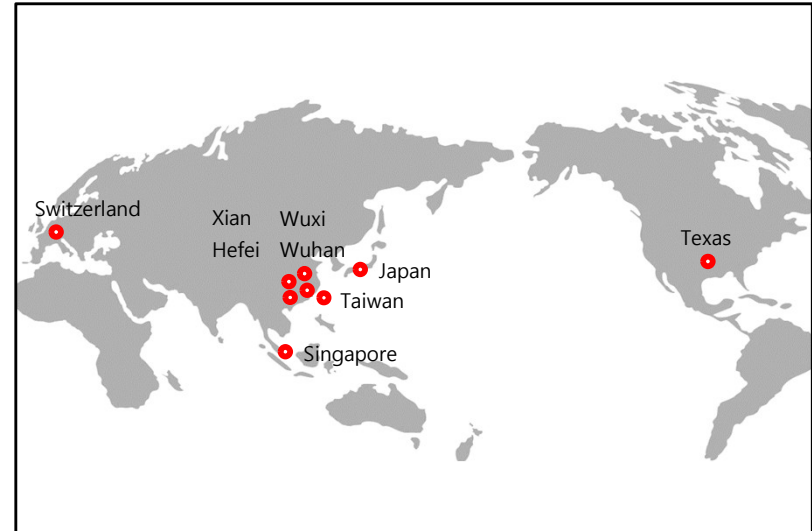 Switzerland
Xian Wuxi
Hefei Wuhan
Texas
Japan
Taiwan
Singapore